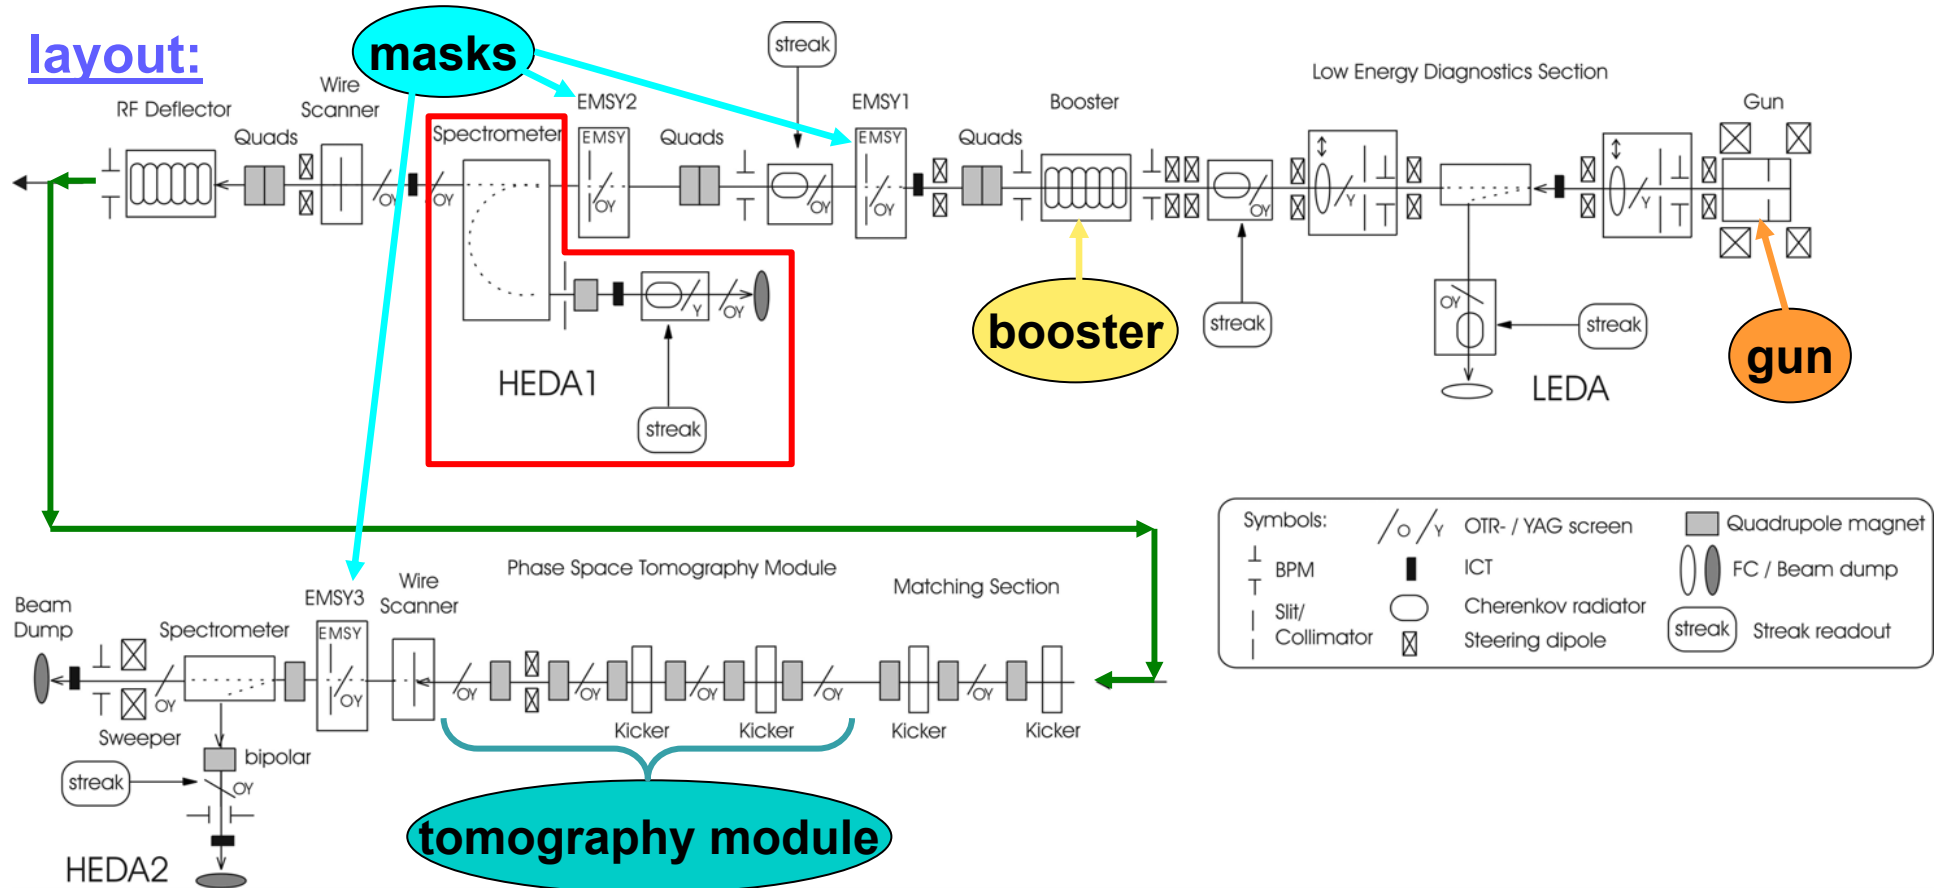 layout:
masks
streak
Low Energy Diagnostics Section
Wire
Scanner
RF Deflector
Quads
Spectrometer
EMSY2
EMSY
Quads
EMSY1
EMSY
Quads
Booster
Gun
OY
OY
OY
OY
OY
OY
Y
Y
Y
OY
OY
booster
streak
streak
gun
HEDA1
streak
LEDA
Symbols:
BPM
Slit/
Collimator
O
Y
OTR- / YAG screen
ICT
Cherenkov radiator
Steering dipole
Quadrupole magnet
FC / Beam dump
streak
Streak readout
Phase Space Tomography Module
Matching Section
Beam
Dump
Spectrometer
EMSY3
EMSY
Wire
Scanner
OY
OY
OY
OY
OY
OY
OY
Sweeper
Kicker
Kicker
Kicker
Kicker
bipolar
streak
OY
HEDA2
tomography module